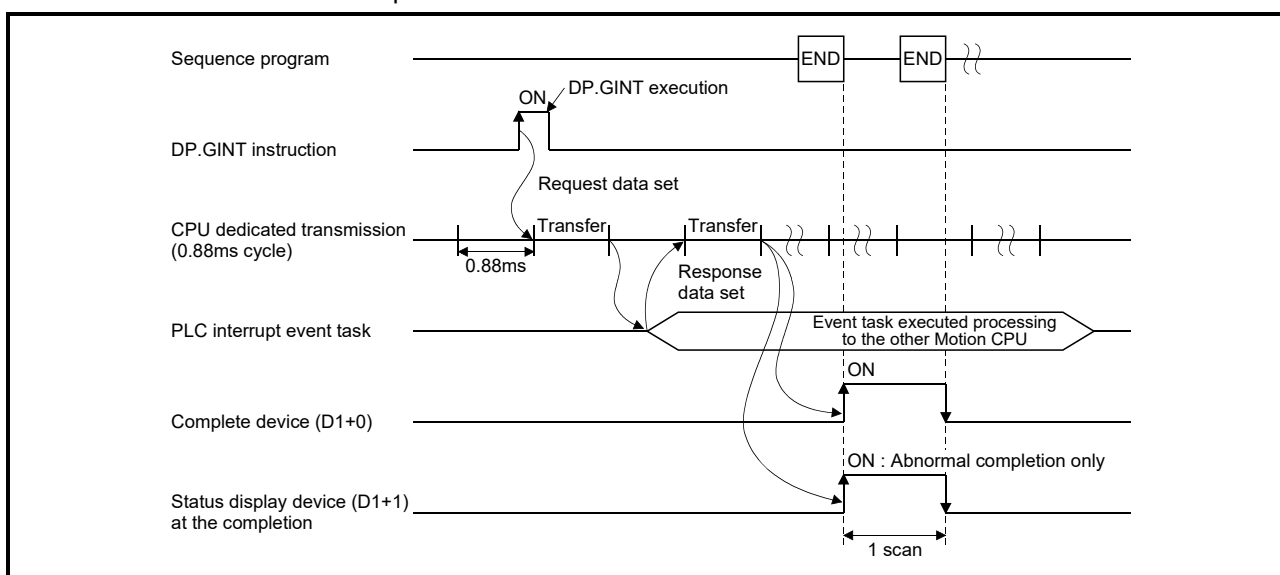 Sequence program
END
END
ON
DP.GINT execution
DP.GINT instruction
Request data set
CPU dedicated transmission
(0.88ms cycle)
Transfer
Transfer
0.88ms
Response
data set
PLC interrupt event task
Event task executed processing
to the other Motion CPU
ON
Complete device (D1+0)
ON : Abnormal completion only
Status display device (D1+1)
at the completion
1 scan